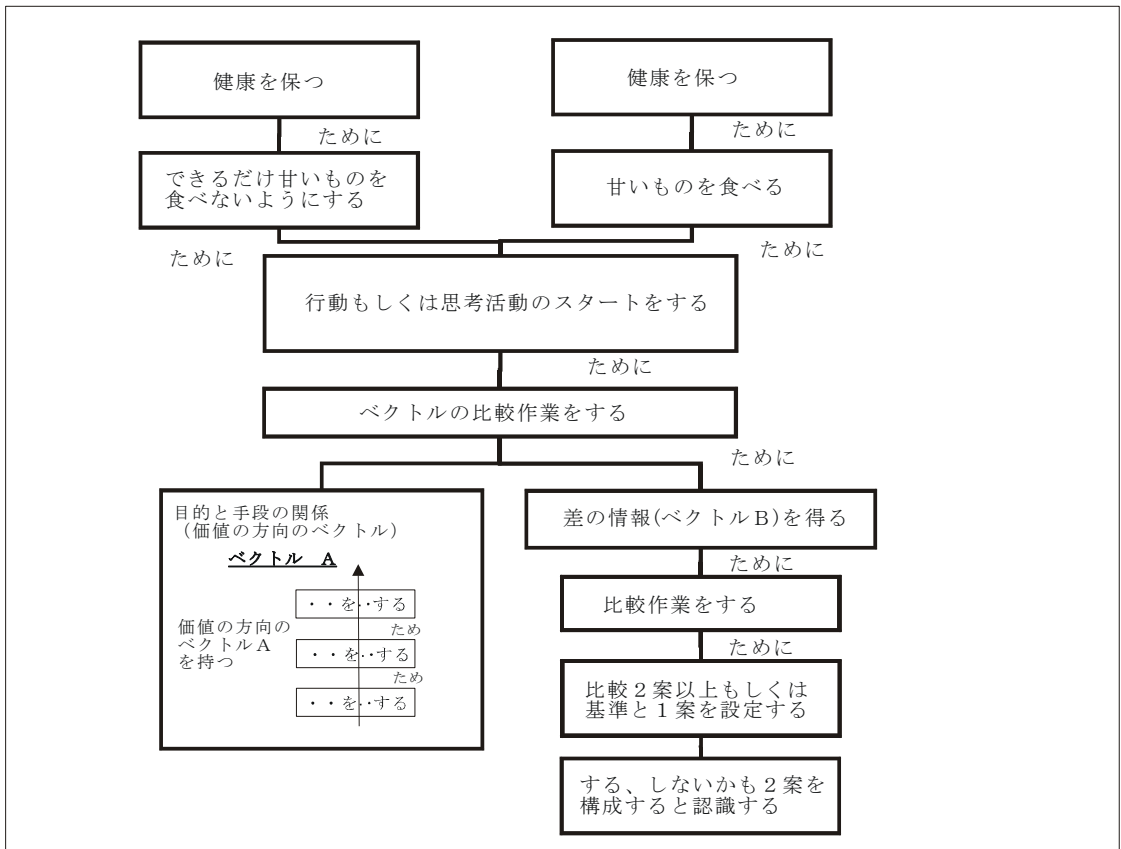 健康を保つ
健康を保つ
ために
ために
できるだけ甘いものを
食べないようにする
甘いものを食べる
ために
ために
行動もしくは思考活動のスタートをする
ために
ベクトルの比較作業をする
ために
目的と手段の関係
(価値の方向のベクトル)
ベクトル A
・・を‥する
ため
価値の方向の
ベクトルA
を持つ
・・を‥する
ため
・・を‥する
差の情報(ベクトルB)を得る
ために
比較作業をする
ために
比較2案以上もしくは
基準と1案を設定する
する、しないかも2案を
構成すると認識する